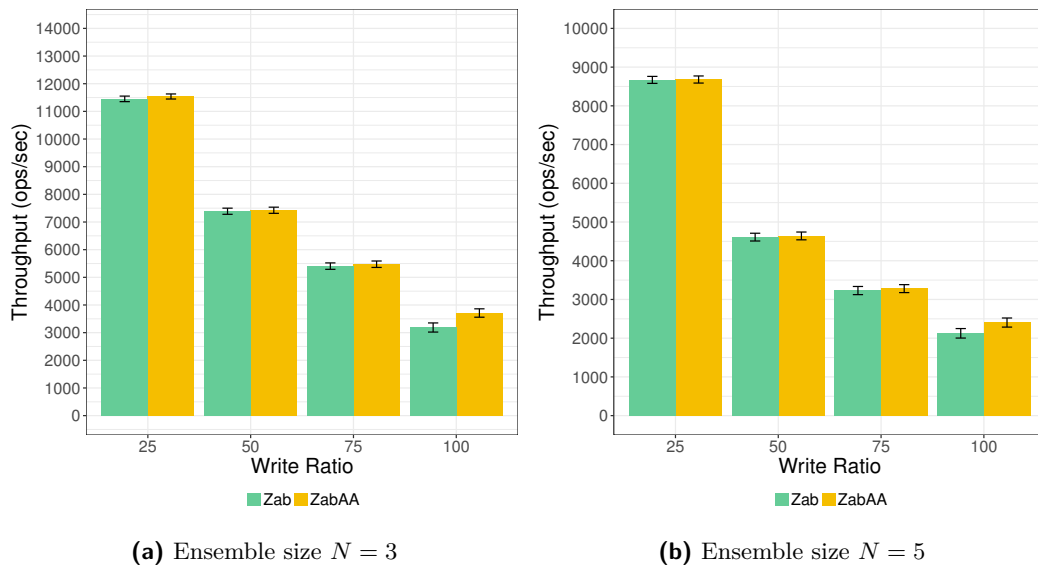 14000
13000
12000
11000
10000
9000
8000
7000
6000
5000
4000
3000
2000
1000
0
Throughput (ops/sec)
25 50 75 100
Write Ratio
Zab ZabAA
(a) Ensemble size N = 3
10000
9000
8000
7000
6000
5000
4000
3000
2000
1000
0
Throughput (ops/sec)
25 50 75 100
Write Ratio
Zab ZabAA
(b) Ensemble size N = 5